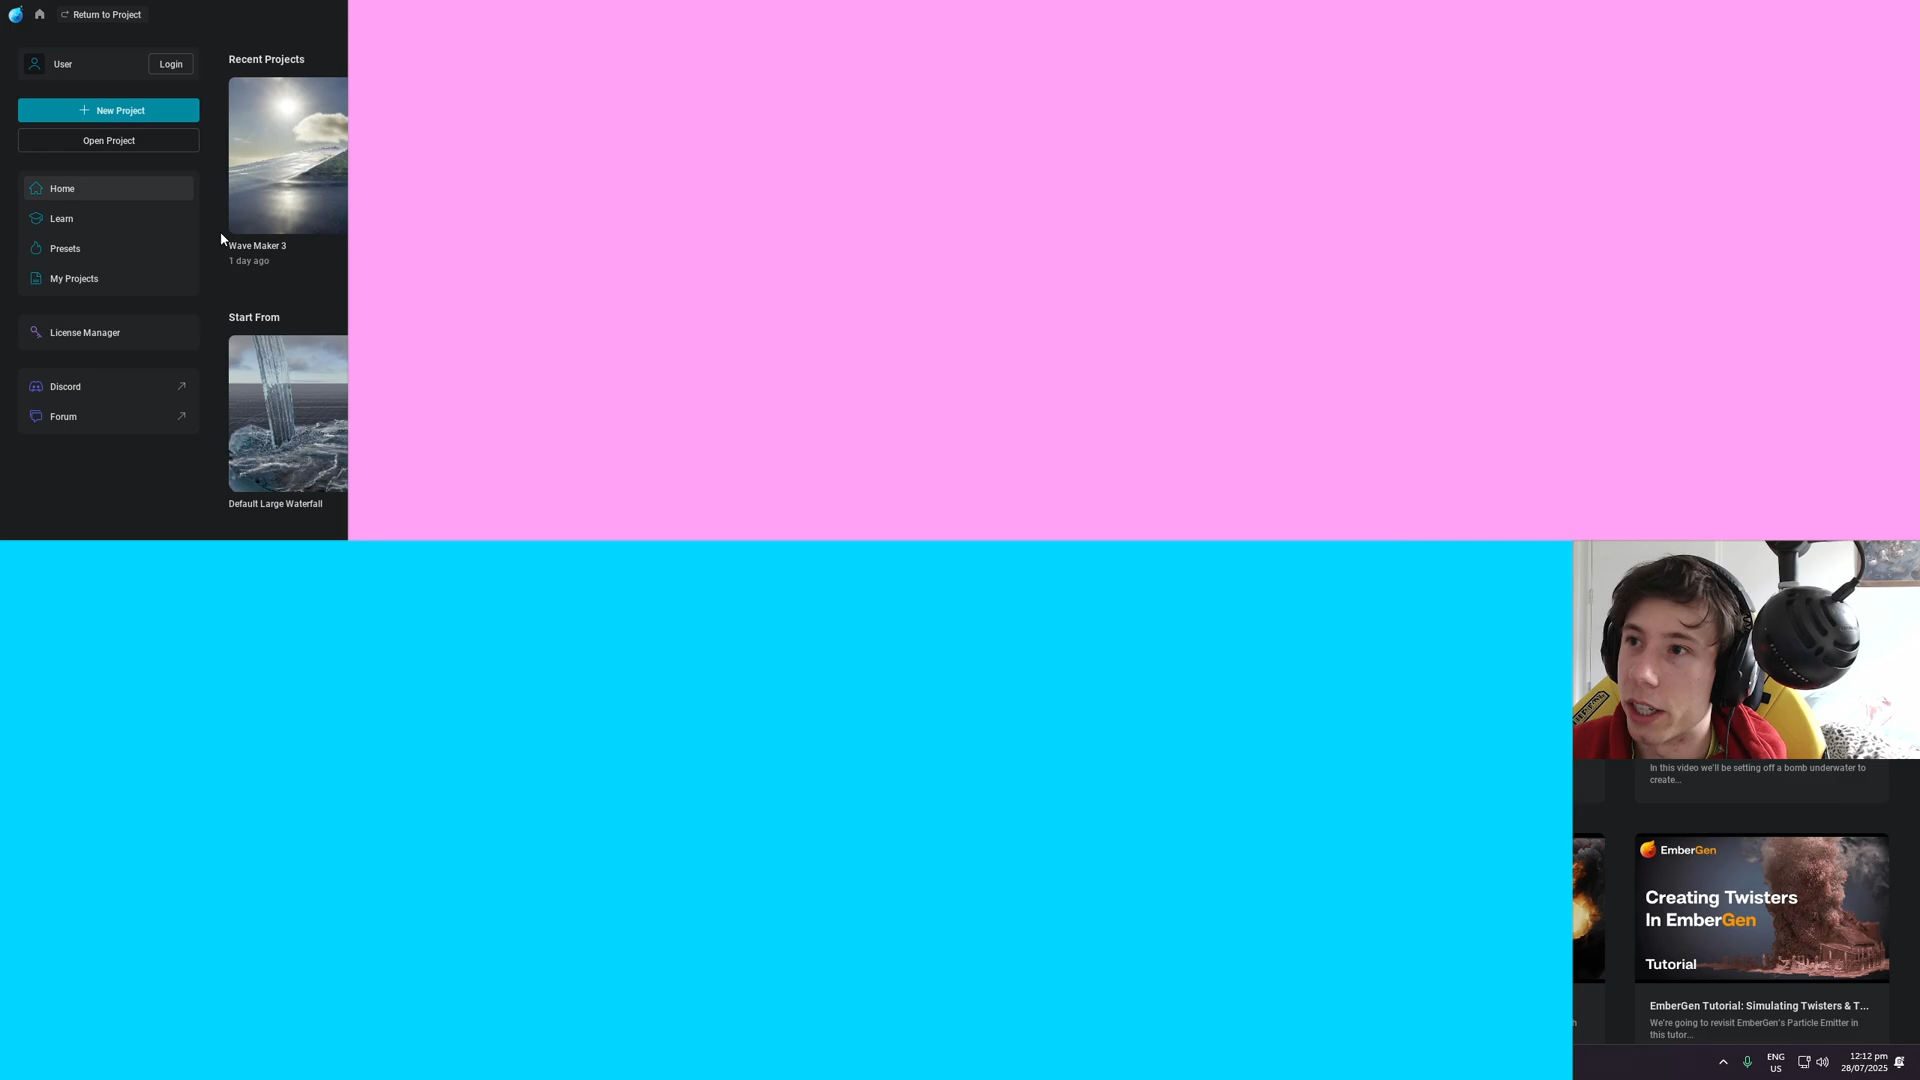 Return to Project
User
Login
New Project
Open Project
Home
Learn
Presets
My Projects
License Manager
Discord
Forum
Recent Projects
Wave Maker 3
1 day ago
Start From
Default Large Waterfall
In this video we'll be setting off a bomb underwater to
create...
EmberGen
Creating Twisters
In EmberGen
Tutorial
EmberGen Tutorial: Simulating Twisters & T...
We're going to revisit EmberGen's Particle Emitter in
this tutor...
ENG
US
12:12 pm
28/07/2025